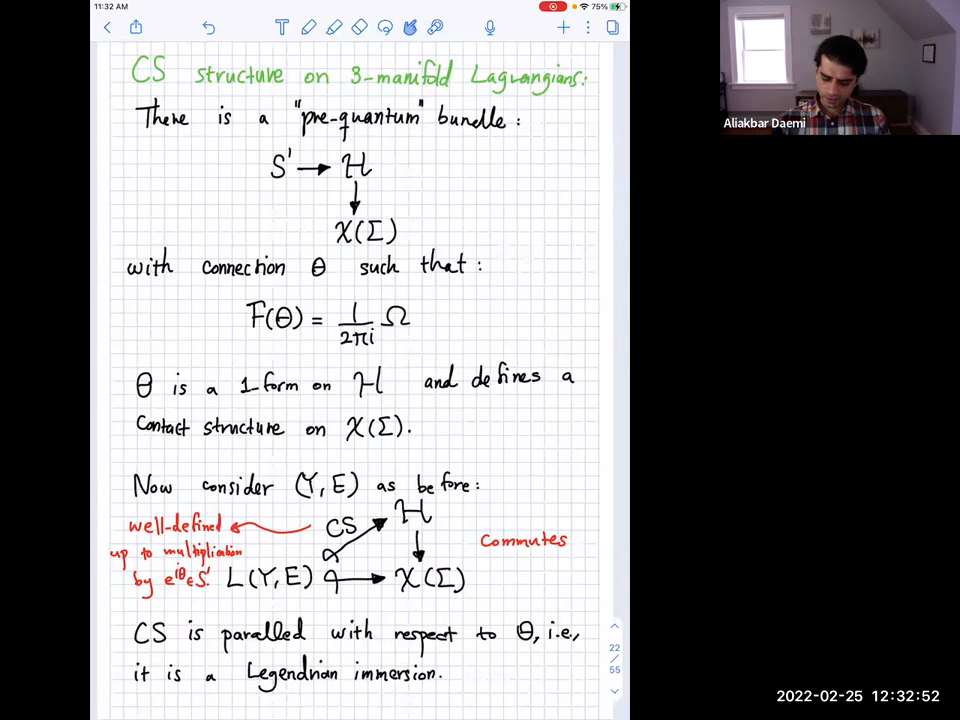 11:32 AM
75%
CS structure on 3-manifold Lagrangians:
There is a "pre-quantum" bundle:
S¹ → H
↓
χ(Σ)
with connection θ such that:
F(θ) = 1/2πi Ω
θ is a 1-form on H and defines a
Contact structure on χ(Σ).
Now consider (Y, E) as before:
well-defined
up to multiplication
by e^iθ ∈ S¹.
CS
H
Commutes
L(Y, E) → χ(Σ)
CS is paralled with respect to θ, i.e.,
it is a Legendrian immersion.
22
/
55
Aliakbar Daemi
2022-02-25 12:32:52